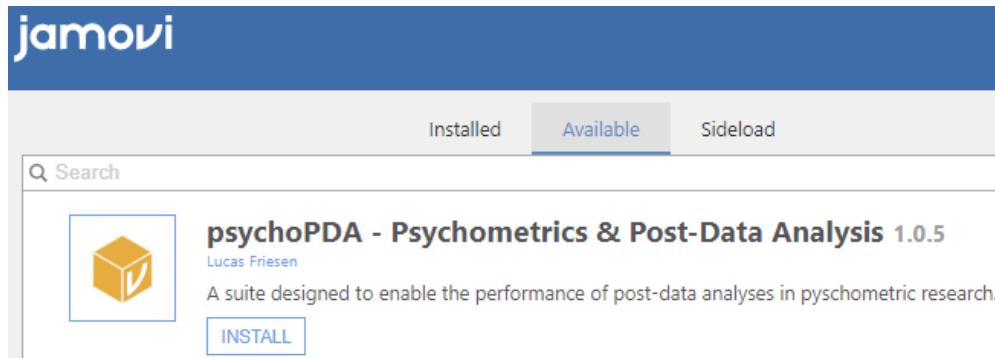 jamovi
Installed Available Sideload
Search
psychoPDA - Psychometrics & Post-Data Analysis 1.0.5
Lucas Friesen
A suite designed to enable the performance of post-data analyses in pyschometric research.
INSTALL